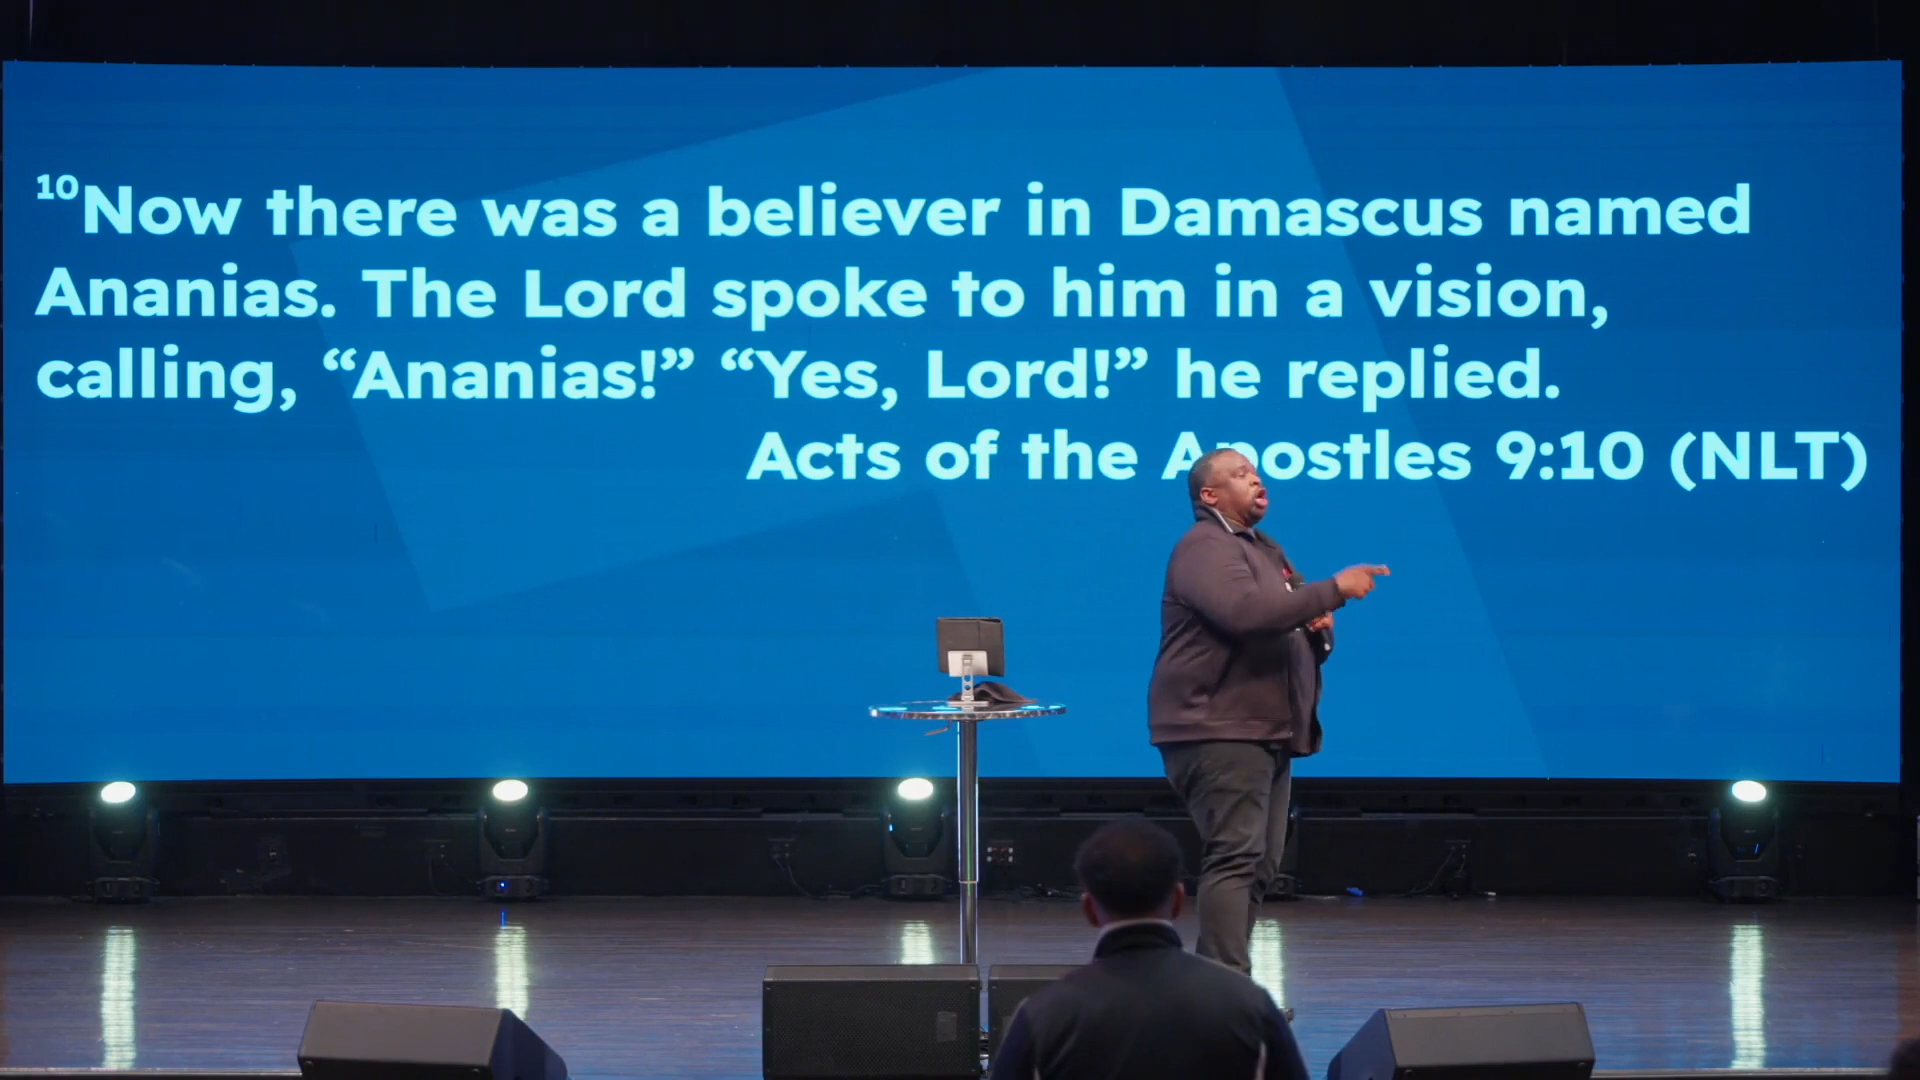 ¹⁰Now there was a believer in Damascus named
Ananias. The Lord spoke to him in a vision,
calling, “Ananias!” “Yes, Lord!” he replied.
Acts of the Apostles 9:10 (NLT)